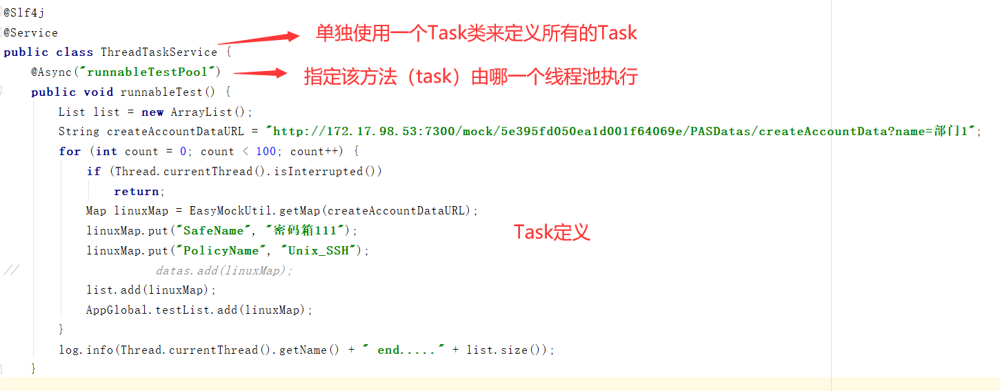 @Slf4j
@Service
public class ThreadTaskService {
单独使用一个Task类来定义所有的Task
@Async("runnableTestPool")
指定该方法（task）由哪一个线程池执行
public void runnableTest() {
List list = new ArrayList();
String createAccountDataURL = "http://172.17.98.53:7300/mock/5e395fd050ea1d001f64069e/PASDatas/createAccountData?name=部门1";
for (int count = 0; count < 100; count++) {
if (Thread.currentThread().isInterrupted())
return;
Map linuxMap = EasyMockUtil.getMap(createAccountDataURL);
linuxMap.put("SafeName", "密码箱111");
Task定义
linuxMap.put("PolicyName", "Unix_SSH");
// datas.add(linuxMap);
list.add(linuxMap);
AppGlobal.testList.add(linuxMap);
}
log.info(Thread.currentThread().getName() + " end....." + list.size());
}